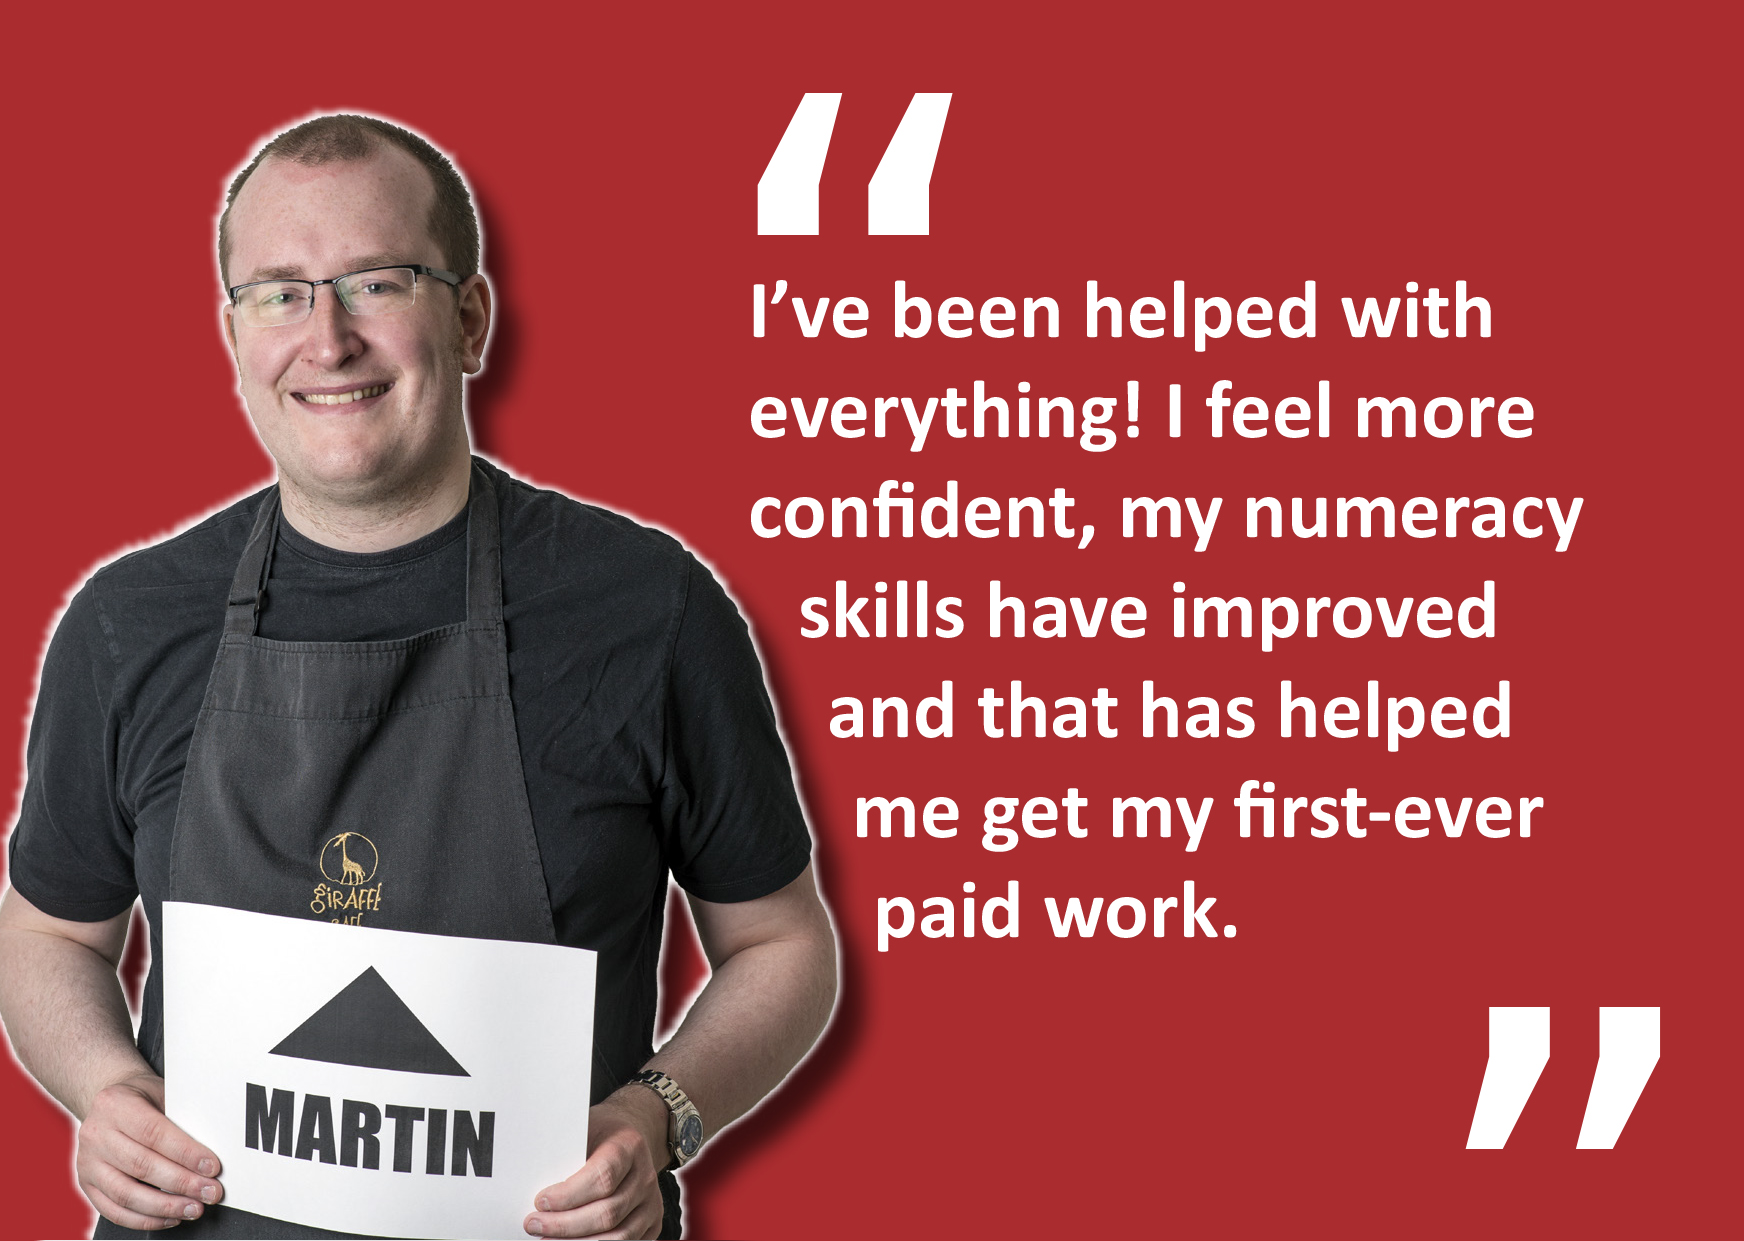 I’ve been helped with
everything! I feel more
confident, my numeracy
skills have improved
and that has helped
me get my first-ever
paid work.
GiRAFFE
CAFE
MARTIN